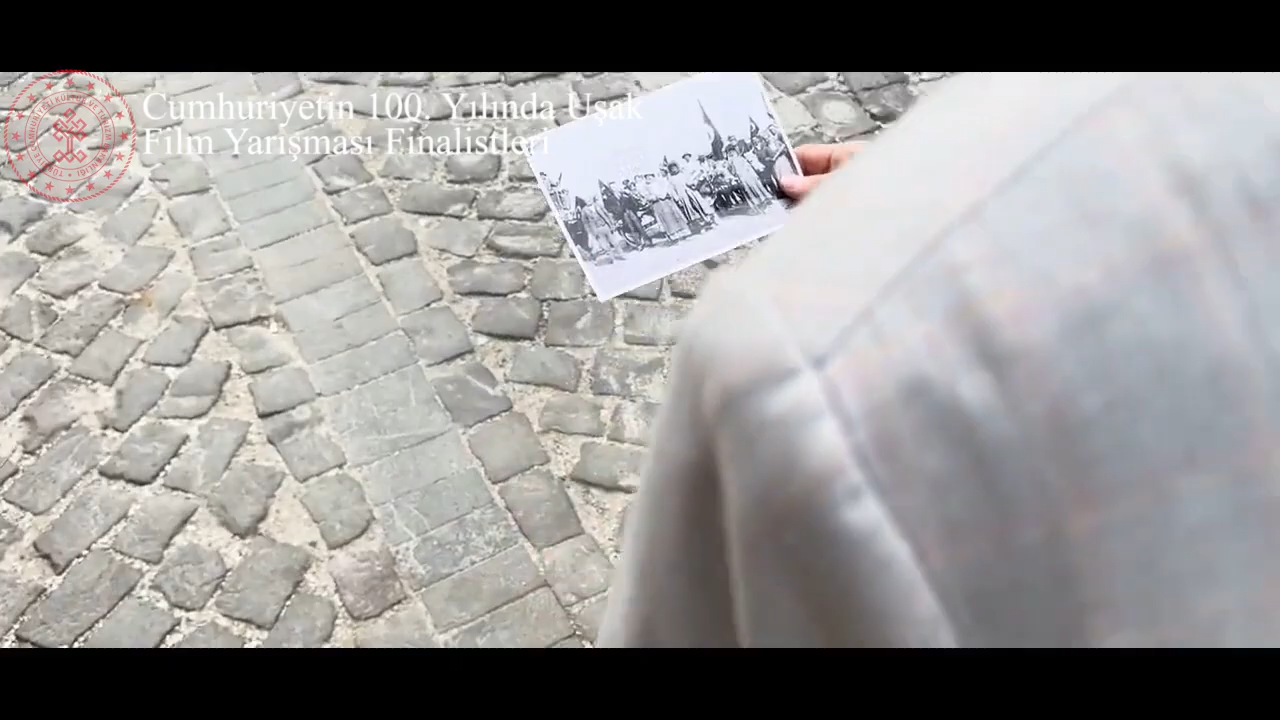 Cumhuriyetin 100. Yılında Uşak
Film Yarışması Finalistleri